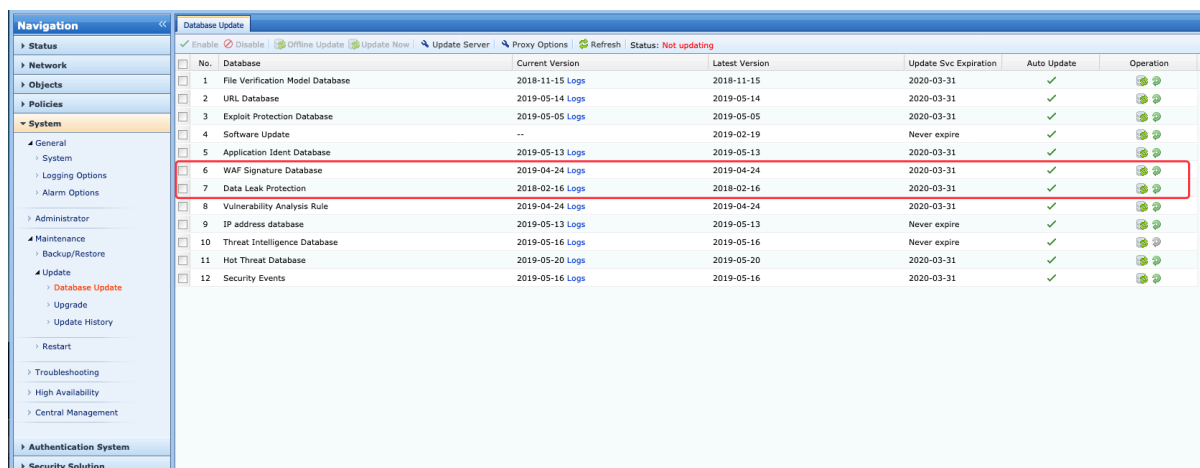 Navigation
Status
Network
Objects
Policies
System
General
System
Logging Options
Alarm Options
Administrator
Maintenance
Backup/Restore
Update
Database Update
Upgrade
Update History
Restart
Troubleshooting
High Availability
Central Management
Authentication System
Security Solution
Database Update
Enable Disable Offline Update Update Now Update Server Proxy Options Refresh Status: Not updating
No. Database Current Version Latest Version Update Svc Expiration Auto Update Operation
1 File Verification Model Database 2018-11-15 Logs 2018-11-15 2020-03-31
2 URL Database 2019-05-14 Logs 2019-05-14 2020-03-31
3 Exploit Protection Database 2019-05-05 Logs 2019-05-05 2020-03-31
4 Software Update -- 2019-02-19 Never expire
5 Application Ident Database 2019-05-13 Logs 2019-05-13 2020-03-31
6 WAF Signature Database 2019-04-24 Logs 2019-04-24 2020-03-31
7 Data Leak Protection 2018-02-16 Logs 2018-02-16 2020-03-31
8 Vulnerability Analysis Rule 2019-04-24 Logs 2019-04-24 2020-03-31
9 IP address database 2019-05-13 Logs 2019-05-13 Never expire
10 Threat Intelligence Database 2019-05-16 Logs 2019-05-16 Never expire
11 Hot Threat Database 2019-05-20 Logs 2019-05-20 2020-03-31
12 Security Events 2019-05-16 Logs 2019-05-16 2020-03-31